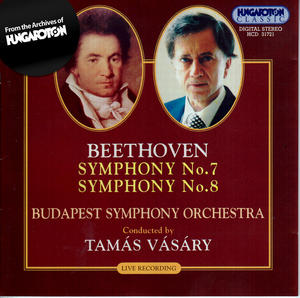 From the Archives of
HUNGAROTON
HUNGAROTON
CLASSIC
DIGITAL STEREO
HCD 31721
BEETHOVEN
SYMPHONY No.7
SYMPHONY No.8
BUDAPEST SYMPHONY ORCHESTRA
Conducted by
TAMÁS VÁSÁRY
LIVE RECORDING